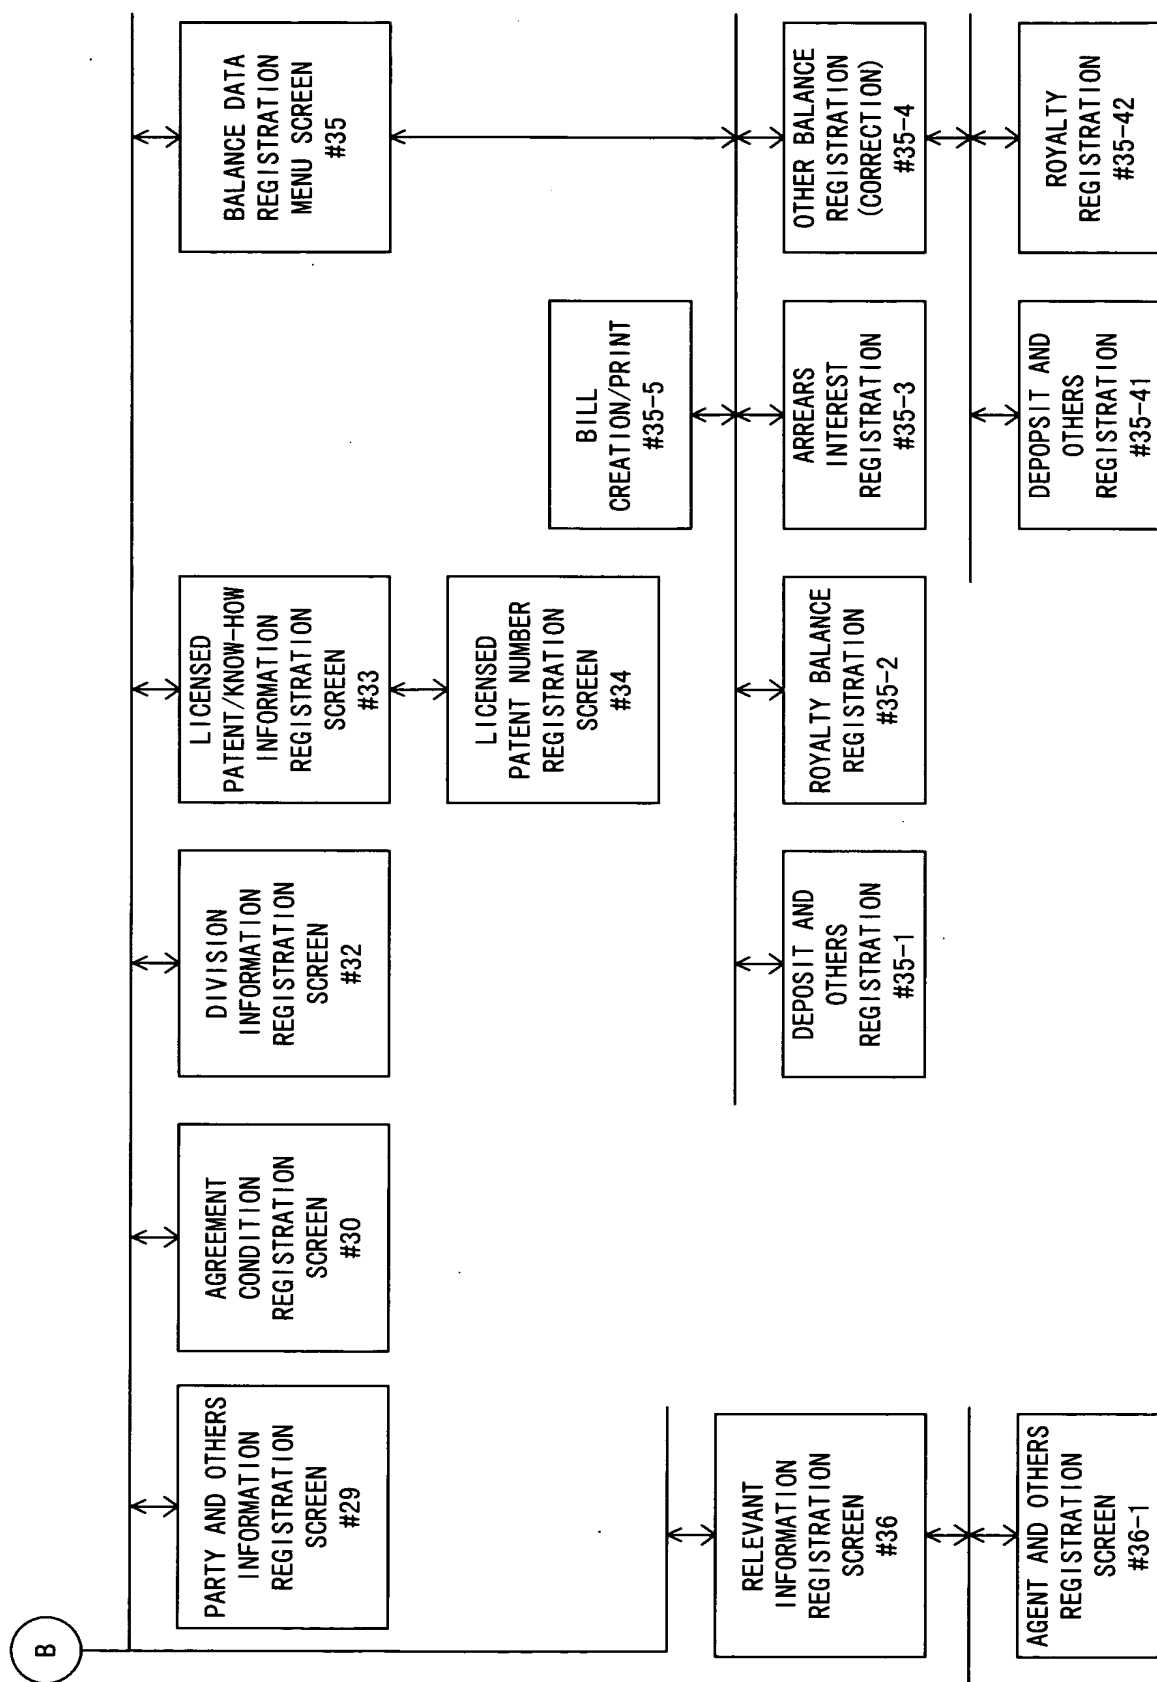 B
PARTY AND OTHERS
INFORMATION
REGISTRATION
SCREEN
#29
AGREEMENT
CONDITION
REGISTRATION
SCREEN
#30
DIVISION
INFORMATION
REGISTRATION
SCREEN
#32
LICENSED
PATENT/KNOW-HOW
INFORMATION
REGISTRATION
SCREEN
#33
BALANCE DATA
REGISTRATION
MENU SCREEN
#35
LICENSED
PATENT NUMBER
REGISTRATION
SCREEN
#34
BILL
CREATION/PRINT
#35-5
RELEVANT
INFORMATION
REGISTRATION
SCREEN
#36
DEPOSIT AND
OTHERS
REGISTRATION
#35-1
ROYALTY BALANCE
REGISTRATION
#35-2
ARREARS
INTEREST
REGISTRATION
#35-3
OTHER BALANCE
REGISTRATION
(CORRECTION)
#35-4
AGENT AND OTHERS
REGISTRATION
SCREEN
#36-1
DEPOPSIT AND
OTHERS
REGISTRATION
#35-41
ROYALTY
REGISTRATION
#35-42